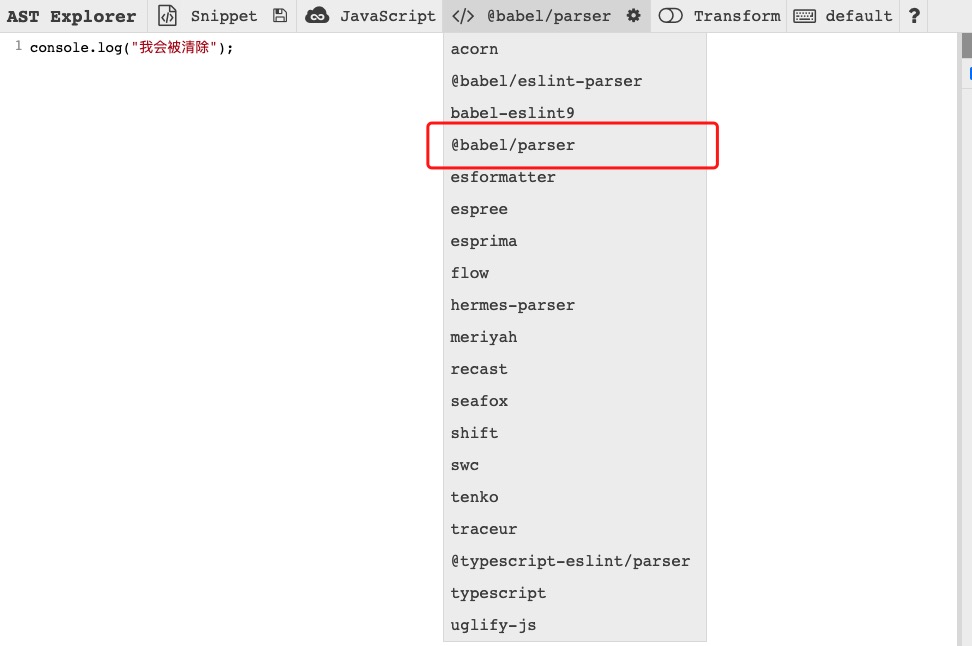 AST Explorer Snippet JavaScript </> @babel/parser Transform default ?
1 console.log("我会被清除");
acorn
@babel/eslint-parser
babel-eslint9
@babel/parser
esformatter
espree
esprima
flow
hermes-parser
meriyah
recast
seafox
shift
swc
tenko
traceur
@typescript-eslint/parser
typescript
uglify-js